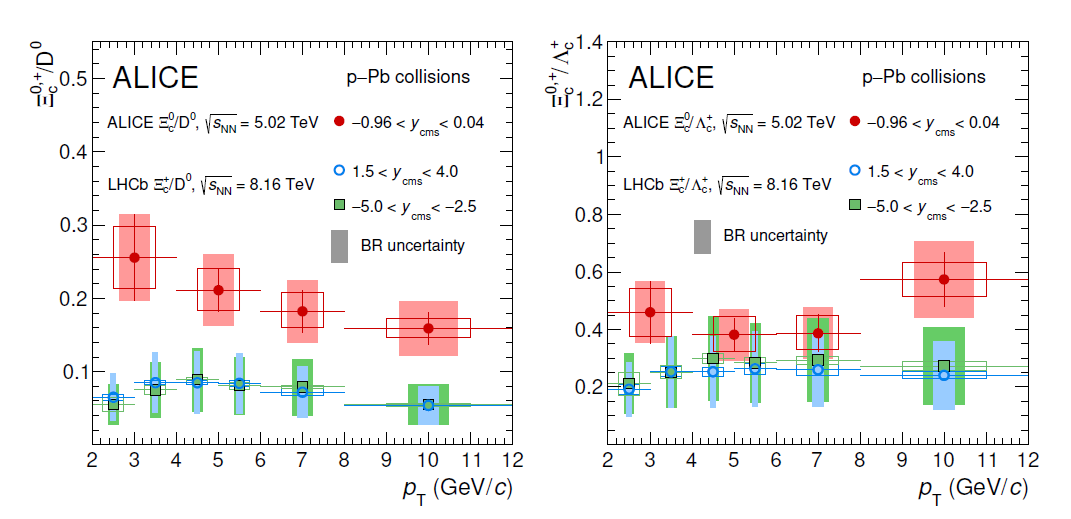 Ξc0,+/D0
ALICE
p−Pb collisions
ALICE Ξc0/D0, √sNN = 5.02 TeV
−0.96 < ycms < 0.04
LHCb Ξc+/D0, √sNN = 8.16 TeV
1.5 < ycms < 4.0
−5.0 < ycms < −2.5
BR uncertainty
0.5
0.4
0.3
0.2
0.1
2 3 4 5 6 7 8 9 10 11 12
pT (GeV/c)
Ξc0,+/Λc+
ALICE
p−Pb collisions
ALICE Ξc0/Λc+, √sNN = 5.02 TeV
−0.96 < ycms < 0.04
LHCb Ξc+/Λc+, √sNN = 8.16 TeV
1.5 < ycms < 4.0
−5.0 < ycms < −2.5
BR uncertainty
1.4
1.2
1
0.8
0.6
0.4
0.2
2 3 4 5 6 7 8 9 10 11 12
pT (GeV/c)